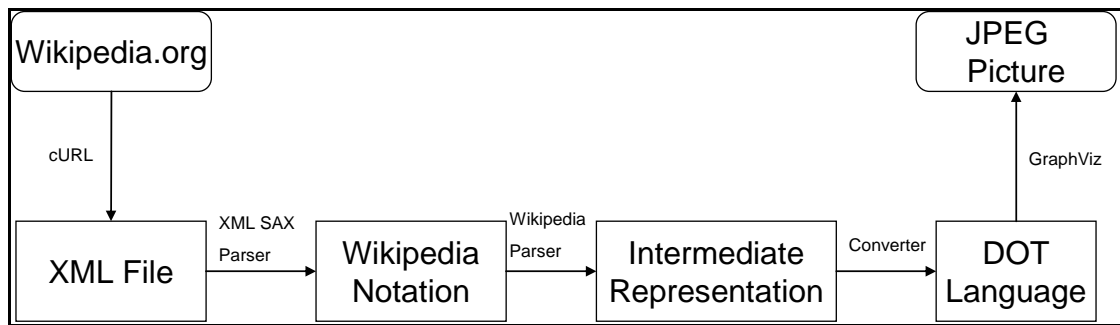 Wikipedia.org
JPEG
Picture
cURL
GraphViz
XML File
XML SAX
Parser
Wikipedia
Notation
Wikipedia
Parser
Intermediate
Representation
Converter
DOT
Language